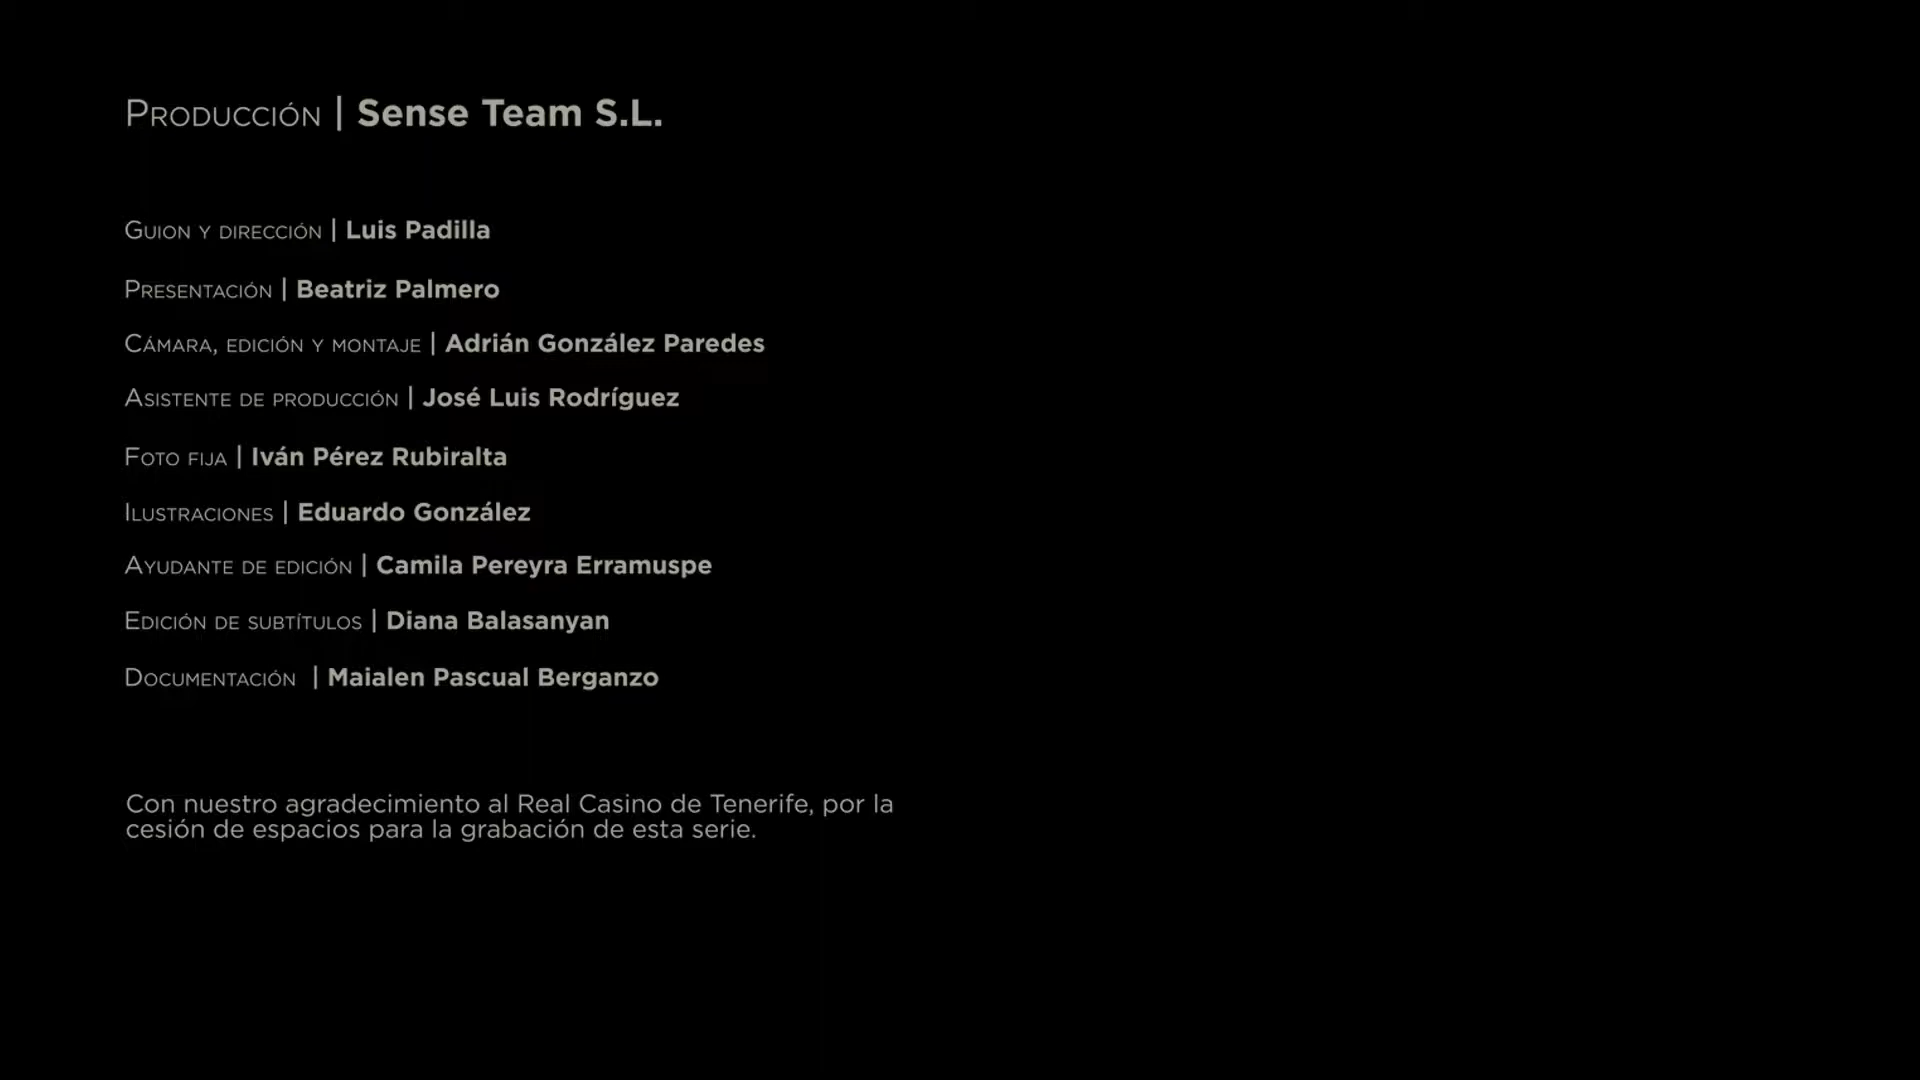 Producción | Sense Team S.L.
Guion y dirección | Luis Padilla
Presentación | Beatriz Palmero
Cámara, edición y montaje | Adrián González Paredes
Asistente de producción | José Luis Rodríguez
Foto fija | Iván Pérez Rubiralta
Ilustraciones | Eduardo González
Ayudante de edición | Camila Pereyra Erramuspe
Edición de subtítulos | Diana Balasanyan
Documentación | Maialen Pascual Berganzo
Con nuestro agradecimiento al Real Casino de Tenerife, por la
cesión de espacios para la grabación de esta serie.